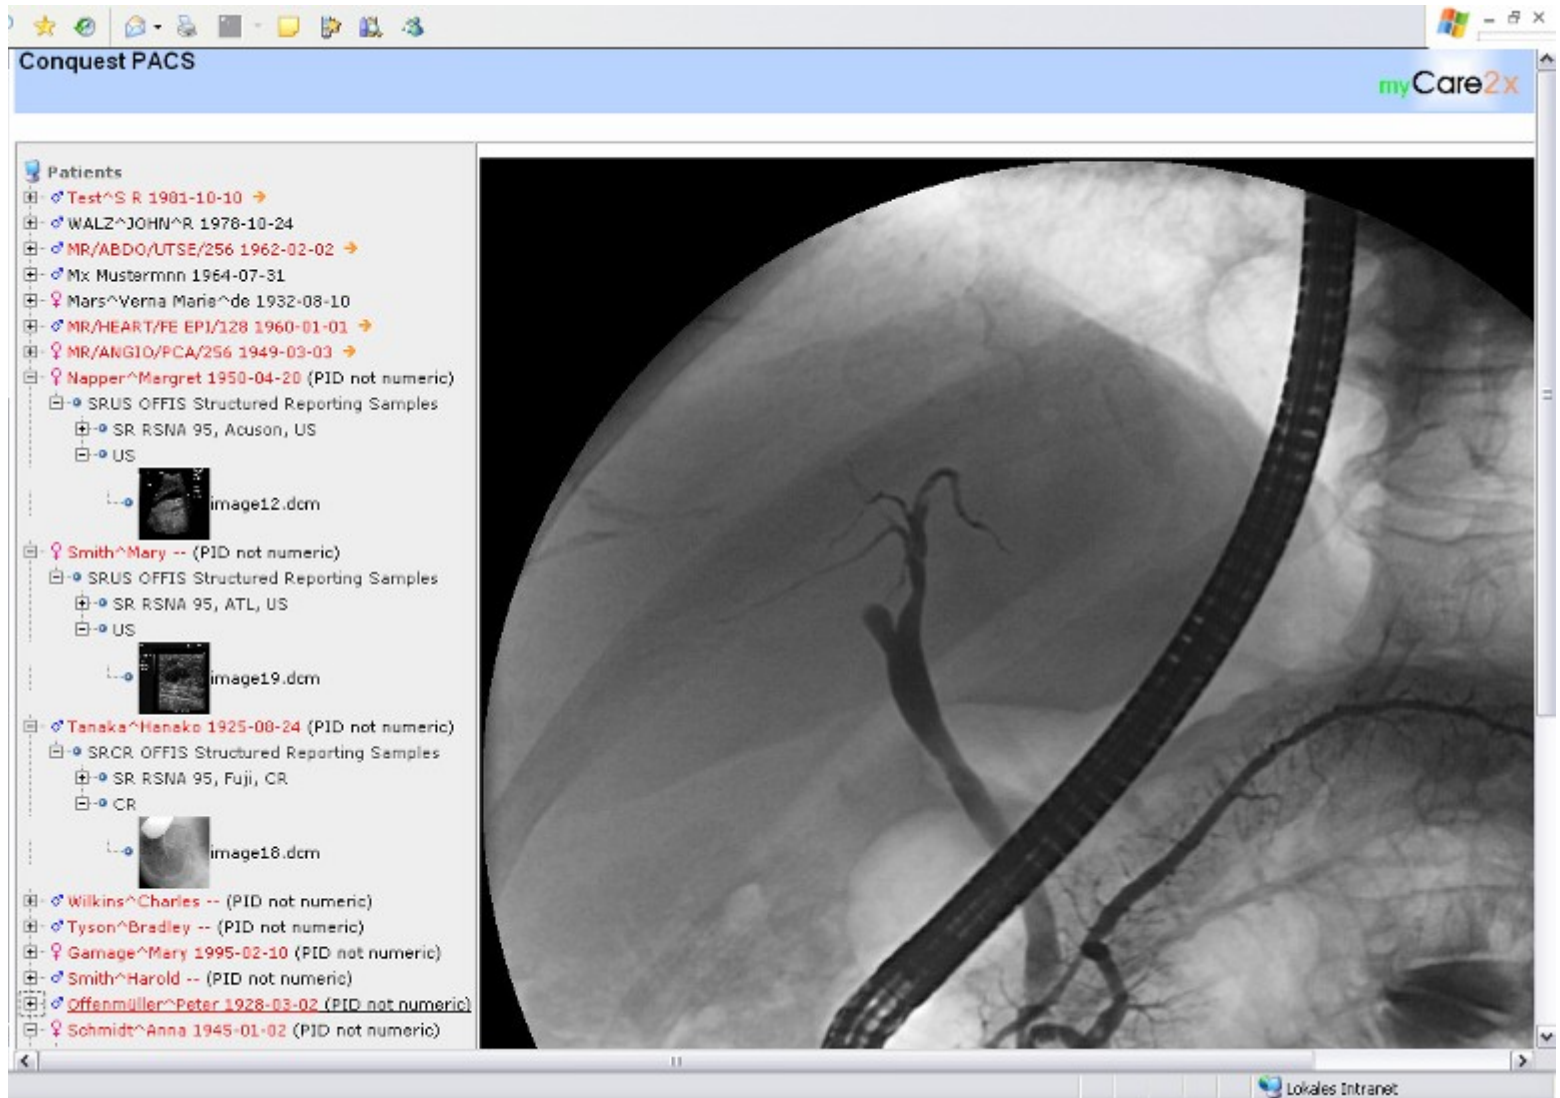 Conquest PACS
myCare2x
Patients
Test^S R 1981-10-10
WALZ^JOHN^R 1978-10-24
MR/ABDO/UTSE/256 1962-02-02
Mx Mustermnn 1964-07-31
Mars^Verna Marie^de 1932-08-10
MR/HEART/FE EPI/128 1960-01-01
MR/ANGIO/PCA/256 1949-03-03
Napper^Margret 1950-04-20 (PID not numeric)
SRUS OFFIS Structured Reporting Samples
SR RSNA 95, Acuson, US
US
image12.dcm
Smith^Mary -- (PID not numeric)
SRUS OFFIS Structured Reporting Samples
SR RSNA 95, ATL, US
US
image19.dcm
Tanaka^Hanako 1925-08-24 (PID not numeric)
SRCR OFFIS Structured Reporting Samples
SR RSNA 95, Fuji, CR
CR
image18.dcm
Wilkins^Charles -- (PID not numeric)
Tyson^Bradley -- (PID not numeric)
Gamage^Mary 1995-02-10 (PID not numeric)
Smith^Harold -- (PID not numeric)
Offenmüller^Peter 1928-03-02 (PID not numeric)
Schmidt^Anna 1945-01-02 (PID not numeric)
Lokales Intranet